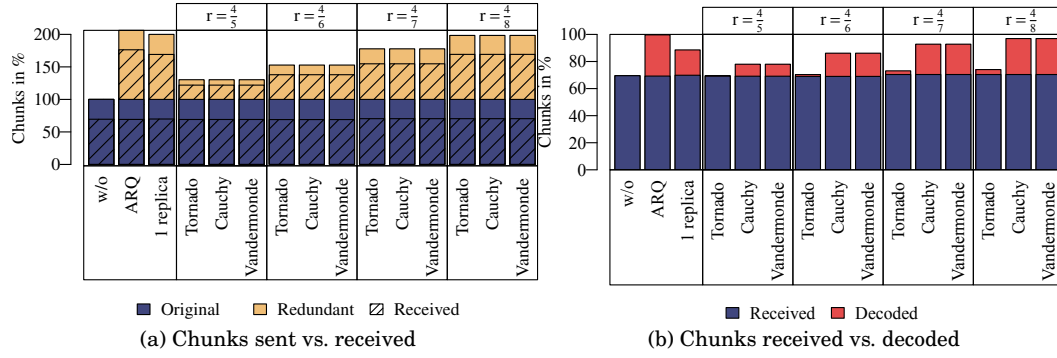 r = 4/5
r = 4/6
r = 4/7
r = 4/8
Chunks in %
200
150
100
50
0
w/o
ARQ
1 replica
Tornado
Cauchy
Vandermonde
Tornado
Cauchy
Vandermonde
Tornado
Cauchy
Vandermonde
Tornado
Cauchy
Vandermonde
Original
Redundant
Received
(a) Chunks sent vs. received
r = 4/5
r = 4/6
r = 4/7
r = 4/8
Chunks in %
100
80
60
40
20
0
w/o
ARQ
1 replica
Tornado
Cauchy
Vandermonde
Tornado
Cauchy
Vandermonde
Tornado
Cauchy
Vandermonde
Tornado
Cauchy
Vandermonde
Received
Decoded
(b) Chunks received vs. decoded